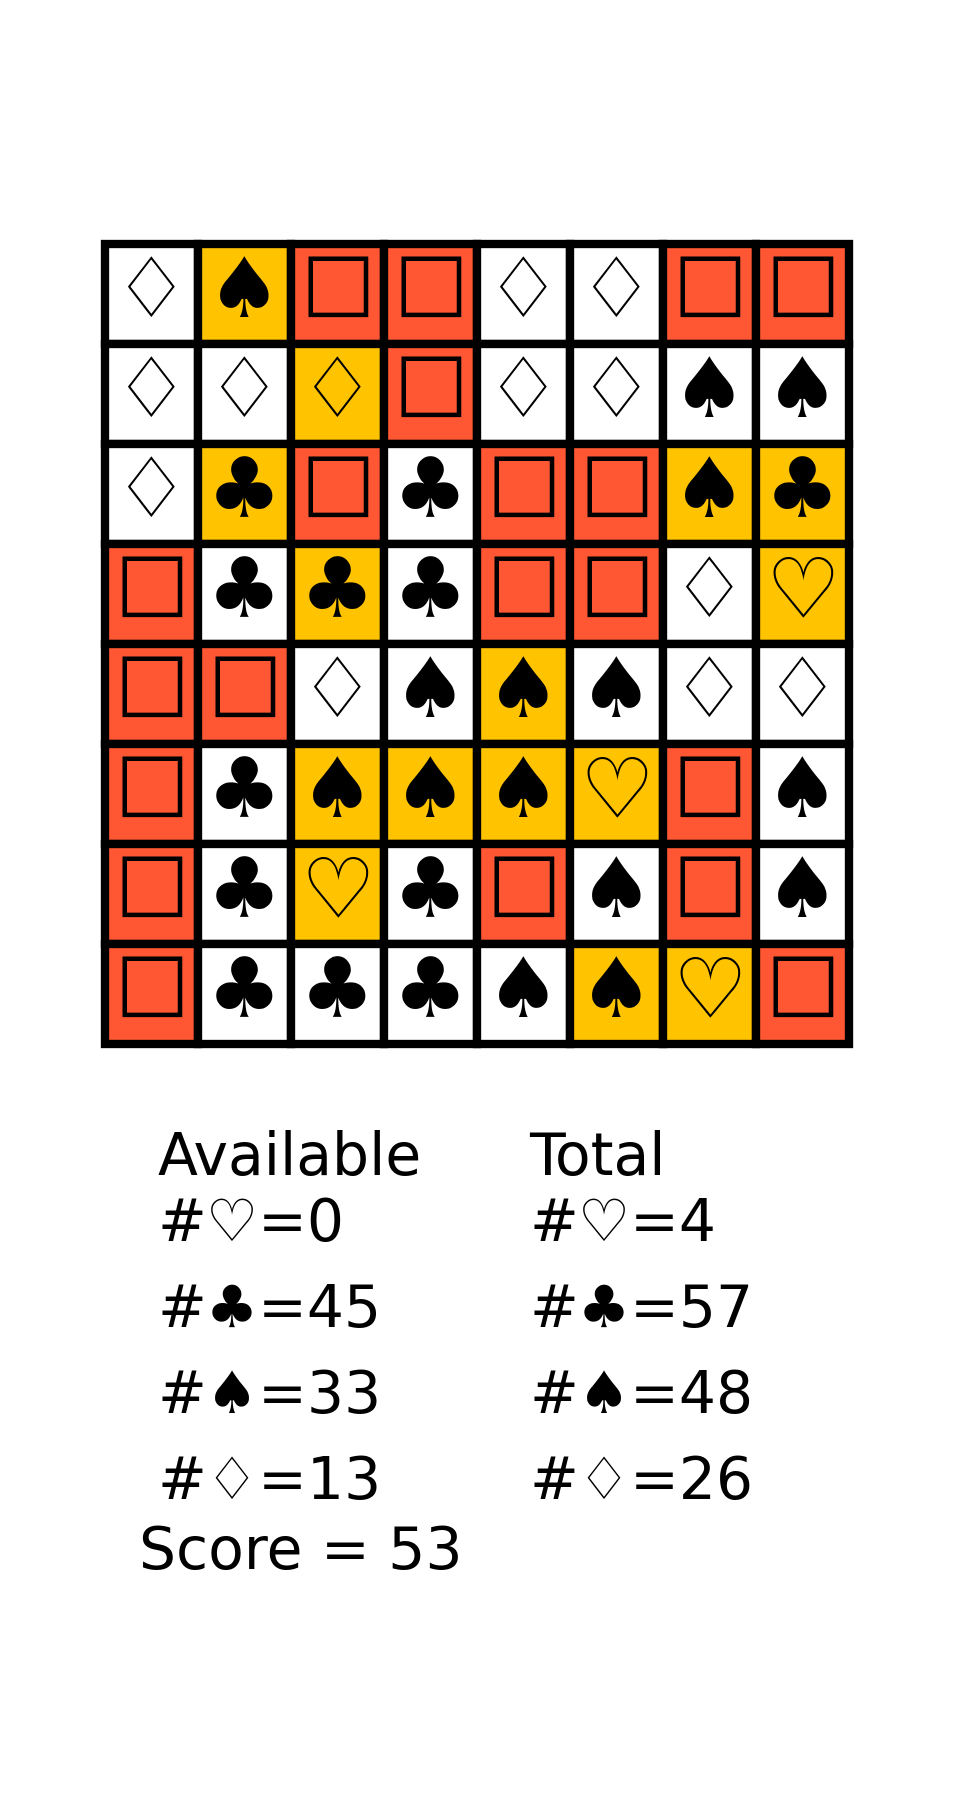 ♢ ♠ □ □ ♢ ♢ □ □
♢ ♢ ♢ □ ♢ ♢ ♠ ♠
♢ ♣ □ ♣ □ □ ♠ ♣
□ ♣ ♣ ♣ □ □ ♢ ♡
□ □ ♢ ♠ ♠ ♠ ♢ ♢
□ ♣ ♠ ♠ ♠ ♡ □ ♠
□ ♣ ♡ ♣ □ ♠ □ ♠
□ ♣ ♣ ♣ ♠ ♠ ♡ □
Available Total
#♡=0 #♡=4
#♣=45 #♣=57
#♠=33 #♠=48
#♢=13 #♢=26
Score = 53